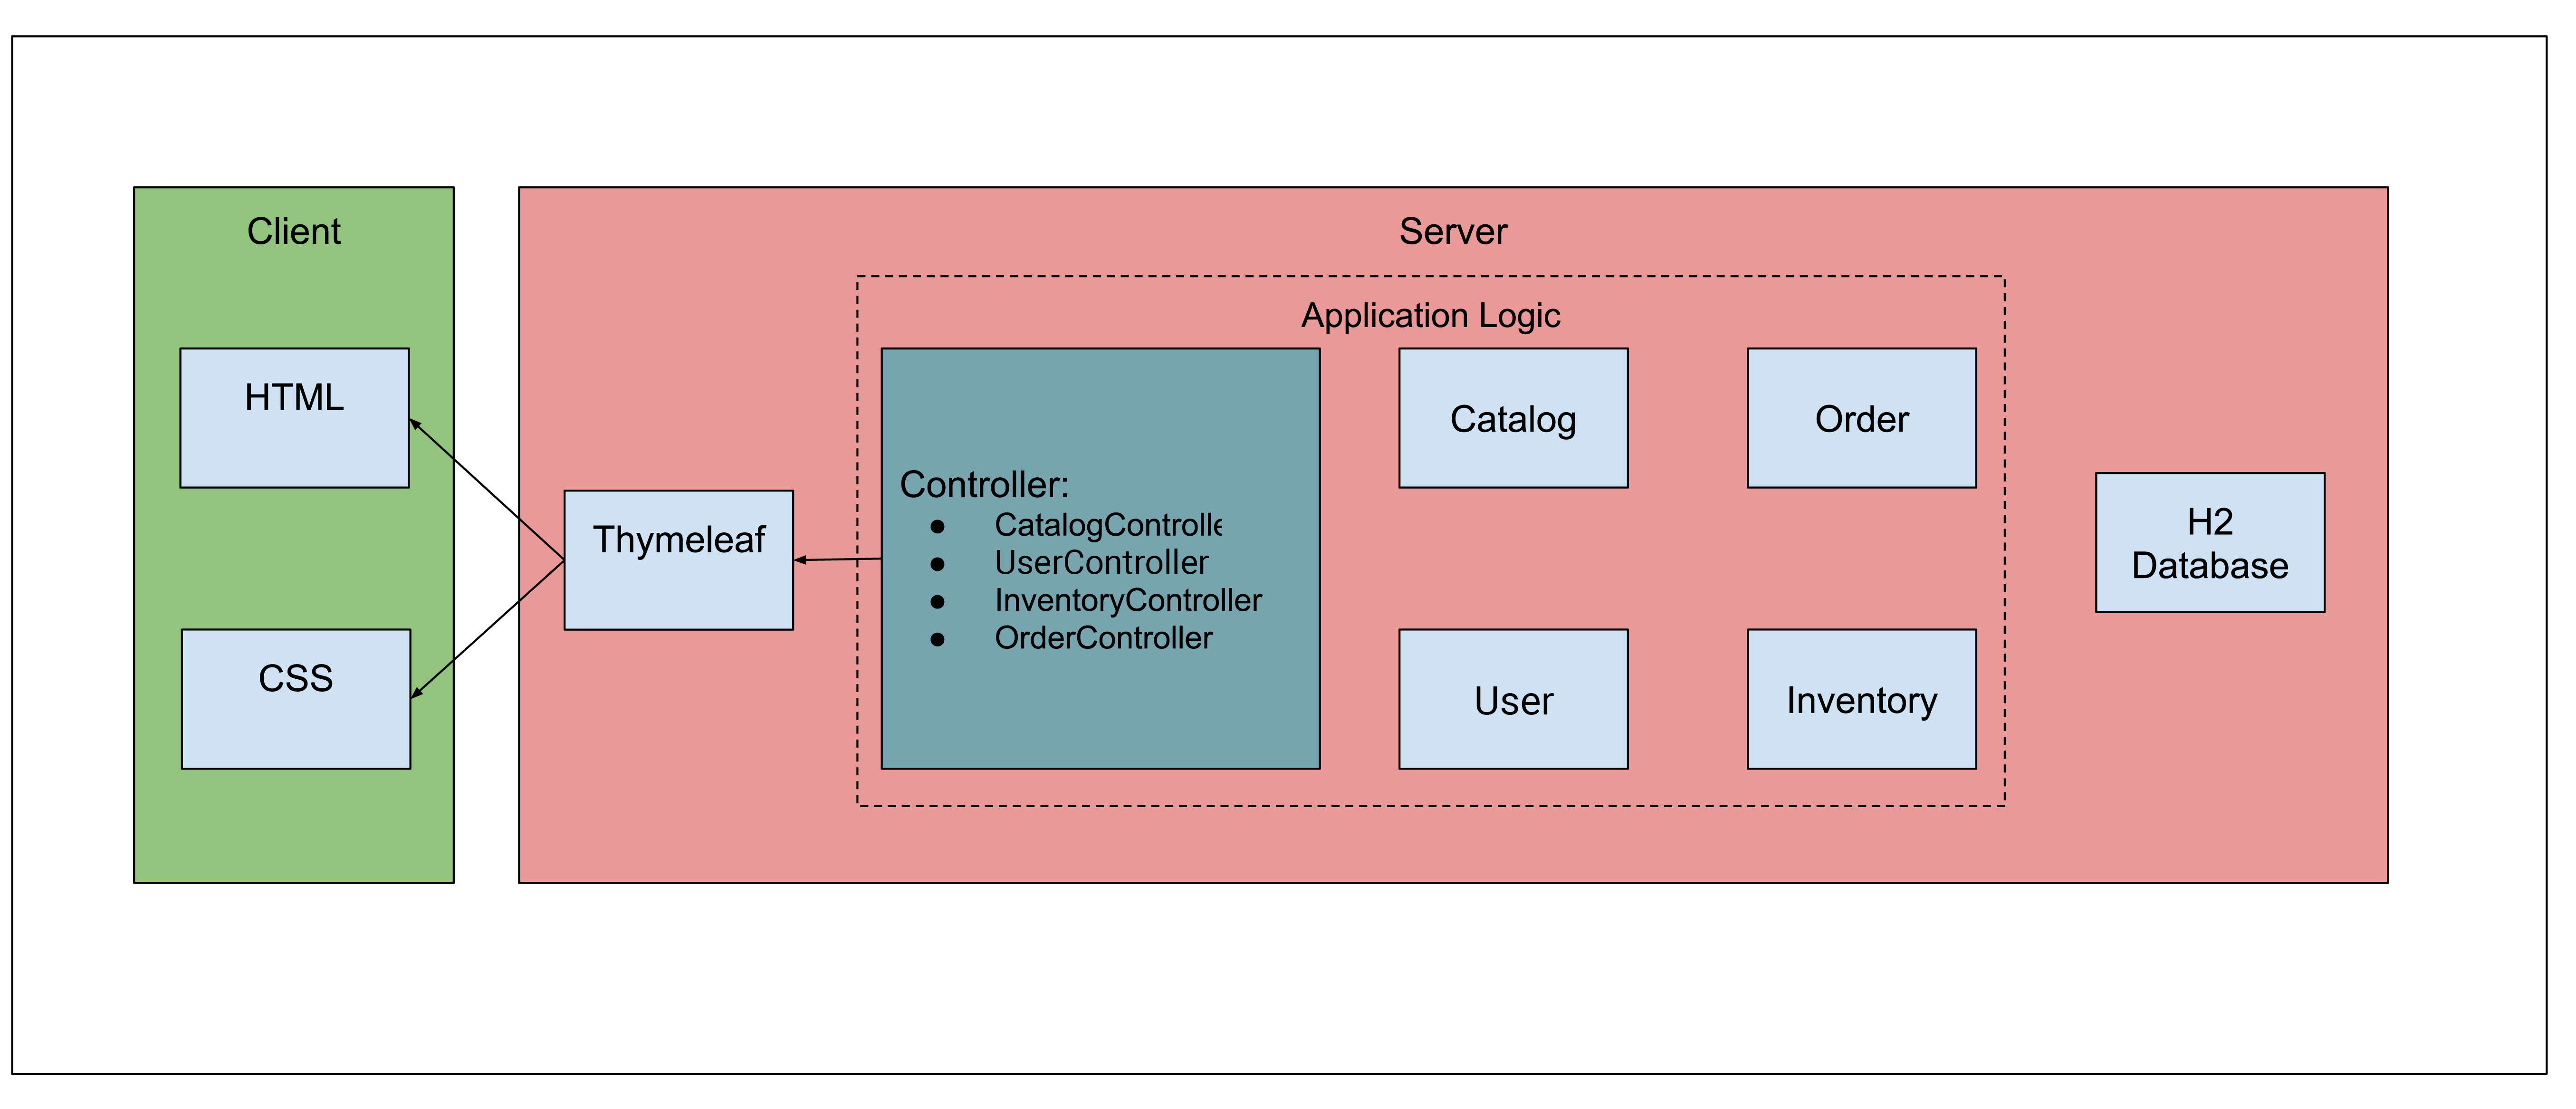 Client
Server
Application Logic
HTML
CSS
Thymeleaf
Controller:
● CatalogControlle
● UserController
● InventoryController
● OrderController
Catalog
Order
User
Inventory
H2
Database